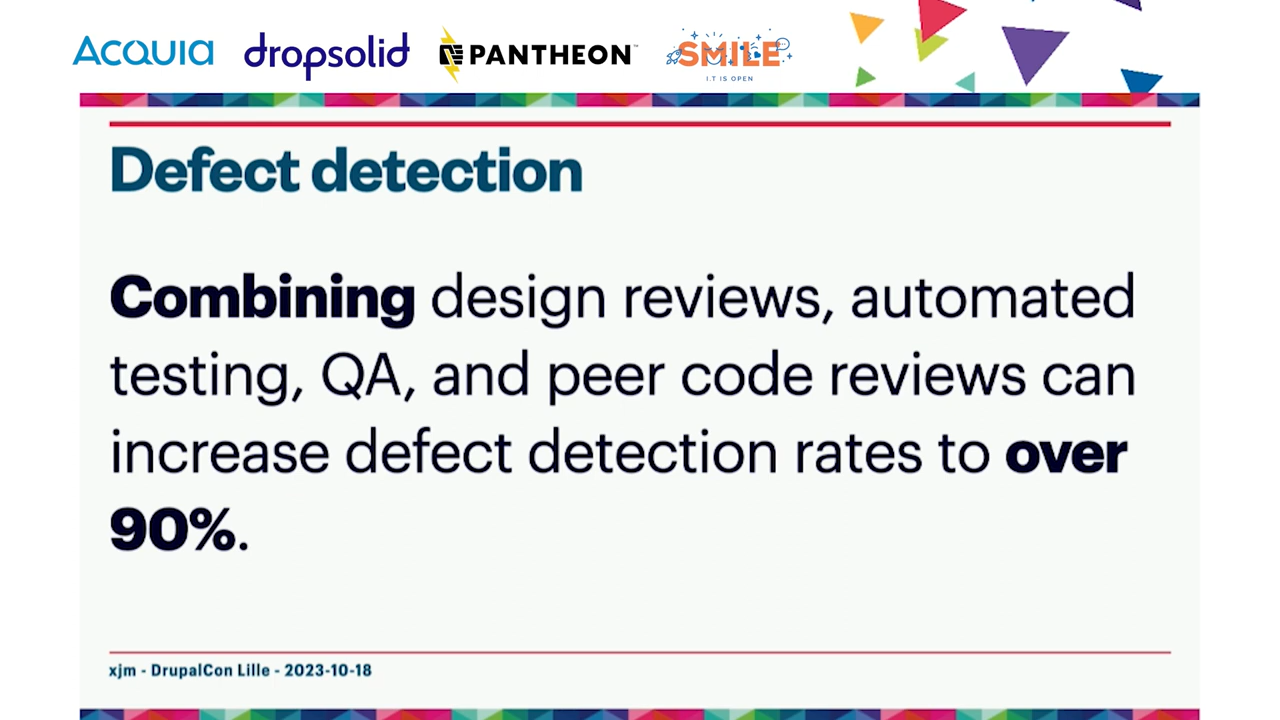 ACQUIA
dropsolid
PANTHEON
SMILE
I.T IS OPEN
Defect detection
Combining design reviews, automated
testing, QA, and peer code reviews can
increase defect detection rates to over
90%.
xjm - DrupalCon Lille - 2023-10-18